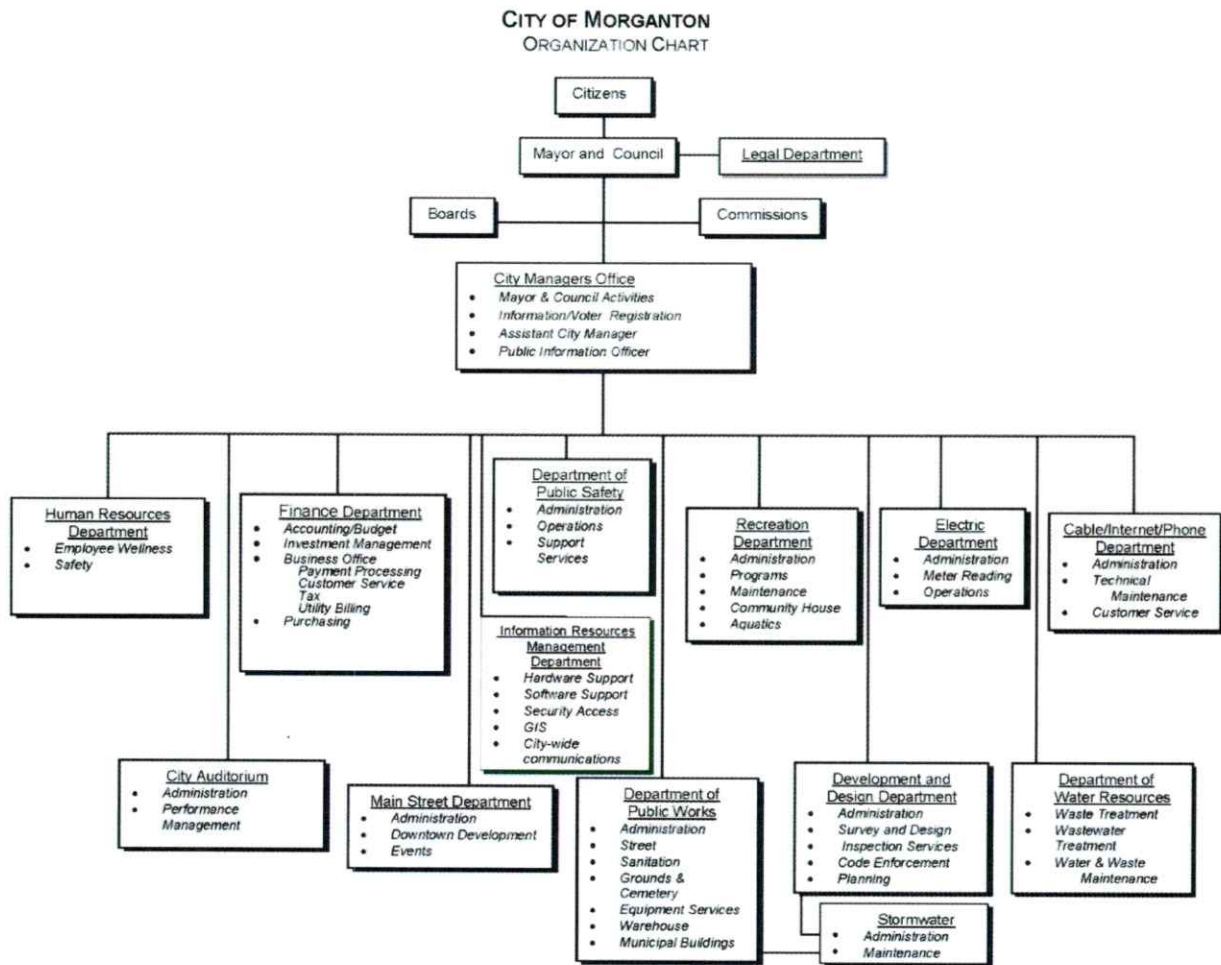 CITY OF MORGANTON
ORGANIZATION CHART
Citizens
Mayor and Council
Legal Department
Boards
Commissions
City Managers Office
• Mayor & Council Activities
• Information/Voter Registration
• Assistant City Manager
• Public Information Officer
Human Resources
Department
• Employee Wellness
• Safety
Finance Department
• Accounting/Budget
• Investment Management
• Business Office
Payment Processing
Customer Service
Tax
Utility Billing
• Purchasing
Department of
Public Safety
• Administration
• Operations
• Support
Services
Recreation
Department
• Administration
• Programs
• Maintenance
• Community House
• Aquatics
Electric
Department
• Administration
• Meter Reading
• Operations
Cable/Internet/Phone
Department
• Administration
• Technical
Maintenance
• Customer Service
Information Resources
Management
Department
• Hardware Support
• Software Support
• Security Access
• GIS
• City-wide
communications
City Auditorium
• Administration
• Performance
Management
Main Street Department
• Administration
• Downtown Development
• Events
Department of
Public Works
• Administration
• Street
• Sanitation
• Grounds &
Cemetery
• Equipment Services
• Warehouse
• Municipal Buildings
Development and
Design Department
• Administration
• Survey and Design
• Inspection Services
• Code Enforcement
• Planning
Department of
Water Resources
• Waste Treatment
• Wastewater
Treatment
• Water & Waste
Maintenance
Stormwater
• Administration
• Maintenance